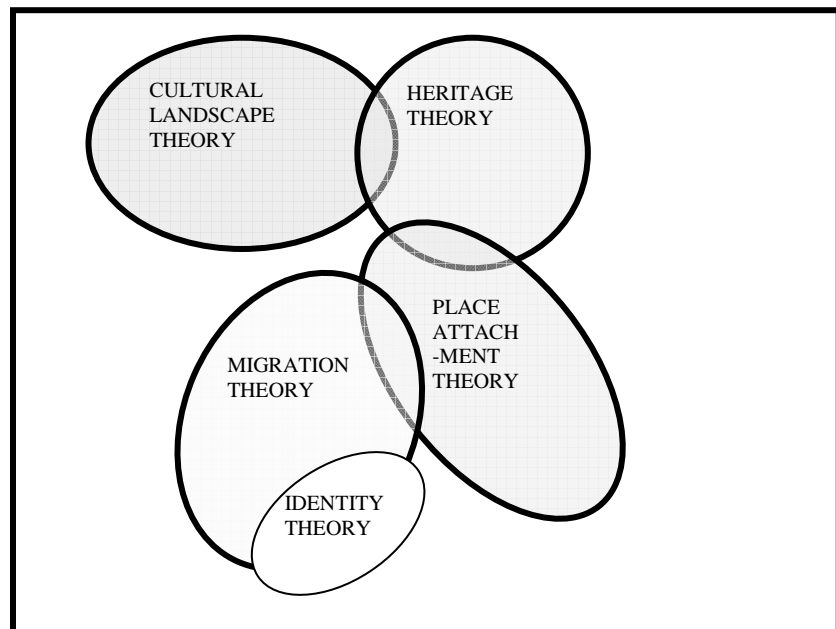 CULTURAL
LANDSCAPE
THEORY
HERITAGE
THEORY
PLACE
ATTACH
-MENT
THEORY
MIGRATION
THEORY
IDENTITY
THEORY